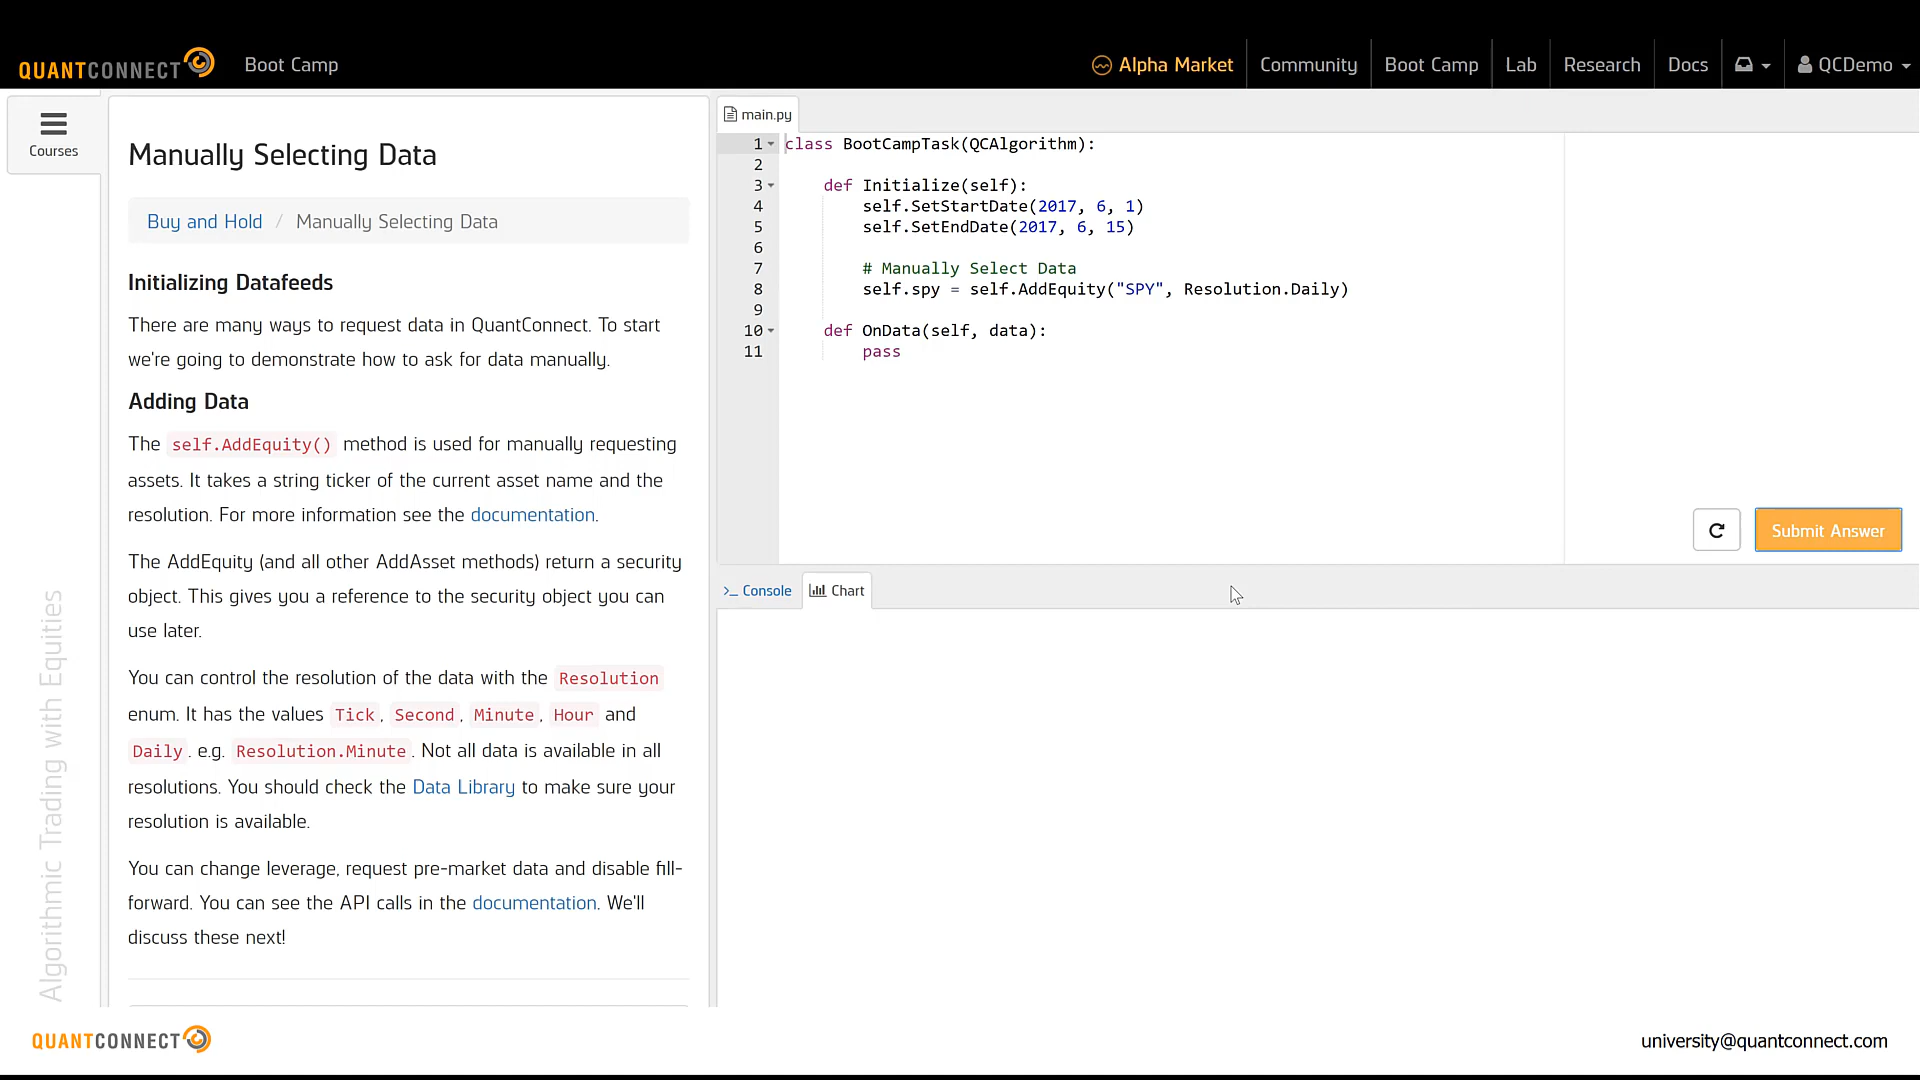 QUANTCONNECT Boot Camp Alpha Market Community Boot Camp Lab Research Docs QCDemo
Courses
Algorithmic Trading with Equities
Manually Selecting Data
Buy and Hold / Manually Selecting Data
Initializing Datafeeds
There are many ways to request data in QuantConnect. To start
we're going to demonstrate how to ask for data manually.
Adding Data
The self.AddEquity() method is used for manually requesting
assets. It takes a string ticker of the current asset name and the
resolution. For more information see the documentation.
The AddEquity (and all other AddAsset methods) return a security
object. This gives you a reference to the security object you can
use later.
You can control the resolution of the data with the Resolution
enum. It has the values Tick, Second, Minute, Hour and
Daily. e.g. Resolution.Minute. Not all data is available in all
resolutions. You should check the Data Library to make sure your
resolution is available.
You can change leverage, request pre-market data and disable fill-
forward. You can see the API calls in the documentation. We'll
discuss these next!
main.py
1 class BootCampTask(QCAlgorithm):
2
3 def Initialize(self):
4 self.SetStartDate(2017, 6, 1)
5 self.SetEndDate(2017, 6, 15)
6
7 # Manually Select Data
8 self.spy = self.AddEquity("SPY", Resolution.Daily)
9
10 def OnData(self, data):
11 pass
Submit Answer
>_ Console Chart
QUANTCONNECT
university@quantconnect.com